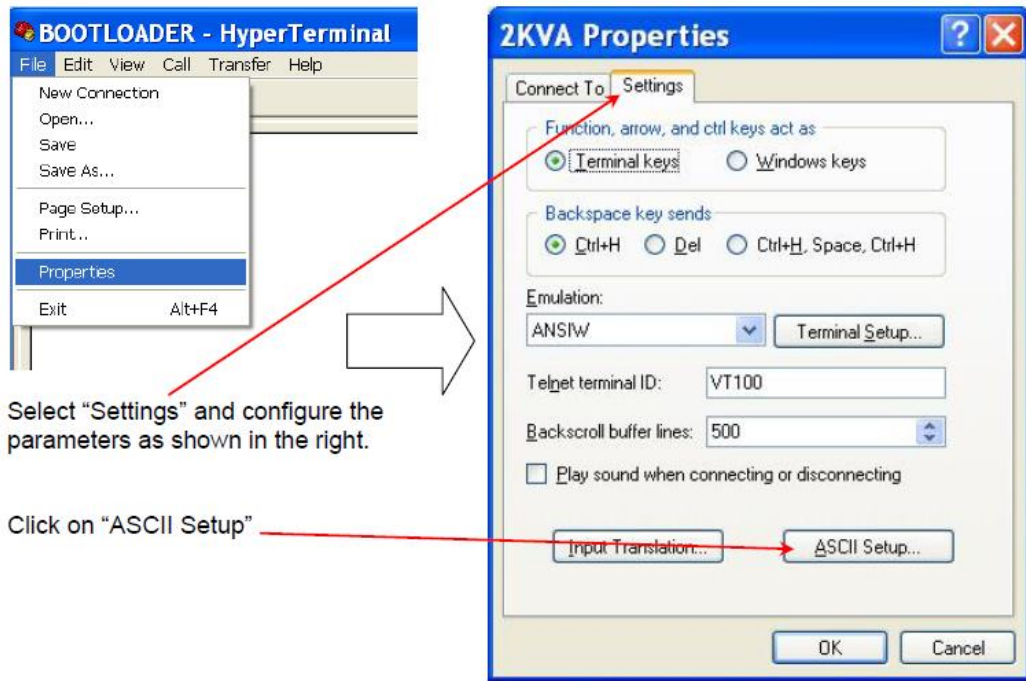 BOOTLOADER - HyperTerminal
File Edit View Call Transfer Help
New Connection
Open...
Save
Save As...
Page Setup...
Print...
Properties
Exit Alt+F4
Select “Settings” and configure the
parameters as shown in the right.
Click on “ASCII Setup”
2KVA Properties
Connect To Settings
Function, arrow, and ctrl keys act as
Terminal keys Windows keys
Backspace key sends
Ctrl+H Del Ctrl+H, Space, Ctrl+H
Emulation:
ANSIW Terminal Setup...
Telnet terminal ID: VT100
Backscroll buffer lines: 500
Play sound when connecting or disconnecting
Input Translation... ASCII Setup...
OK Cancel